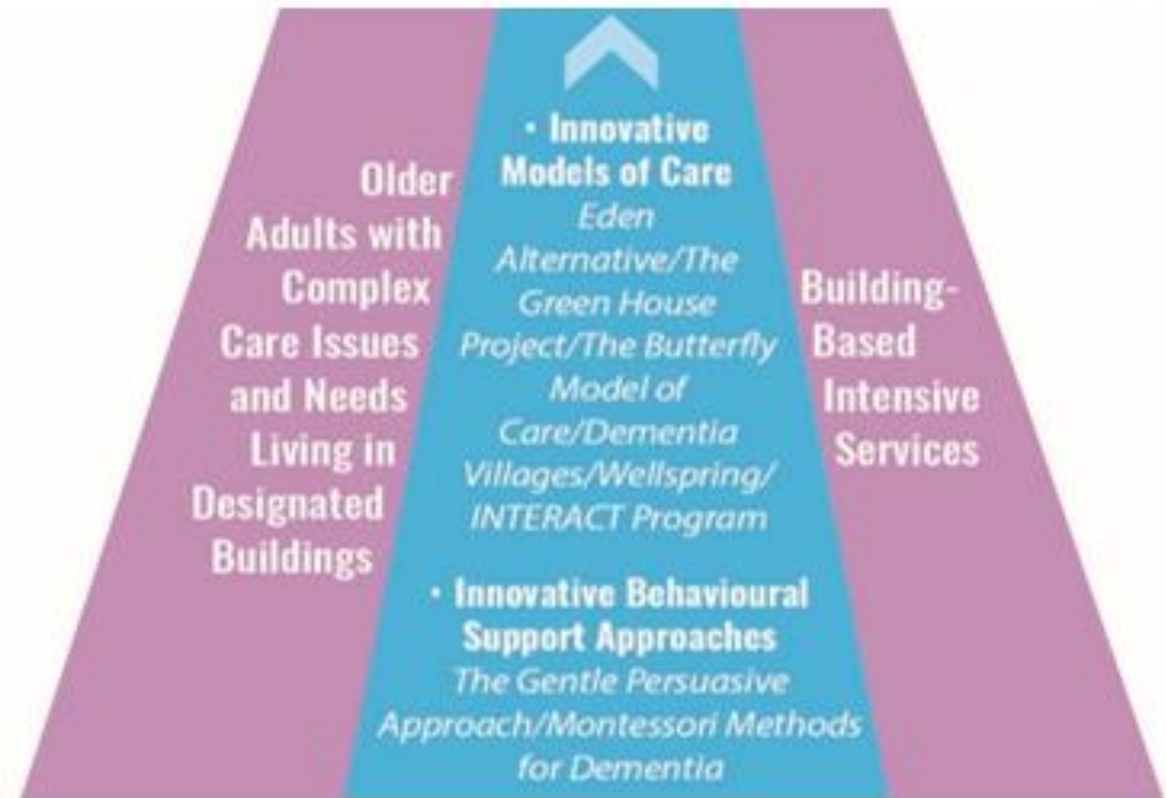 Older
Adults with
Complex
Care Issues
and Needs
Living in
Designated
Buildings
• Innovative
Models of Care
Eden
Alternative/The
Green House
Project/The Butterfly
Model of
Care/Dementia
Villages/Wellspring/
INTERACT Program
• Innovative Behavioural
Support Approaches
The Gentle Persuasive
Approach/Montessori Methods
for Dementia
Building-
Based
Intensive
Services